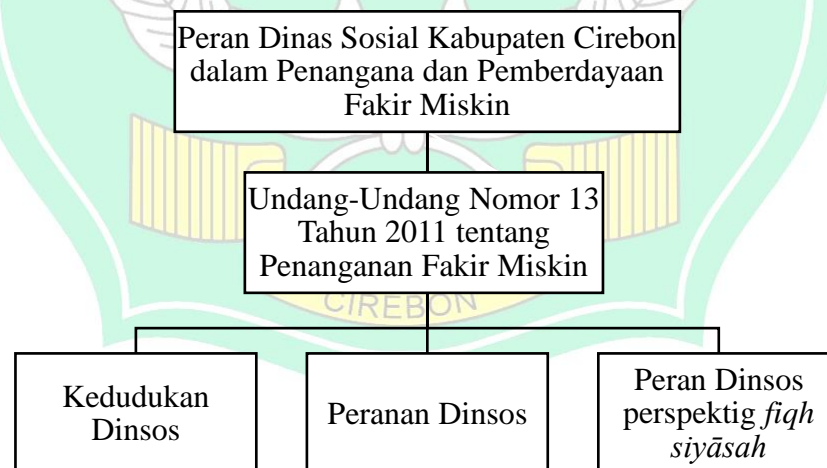 Peran Dinas Sosial Kabupaten Cirebon
dalam Penangana dan Pemberdayaan
Fakir Miskin
Undang-Undang Nomor 13
Tahun 2011 tentang
Penanganan Fakir Miskin
CIREBON
Kedudukan
Dinsos
Peranan Dinsos
Peran Dinsos
perspektig fiqh
siyāsah